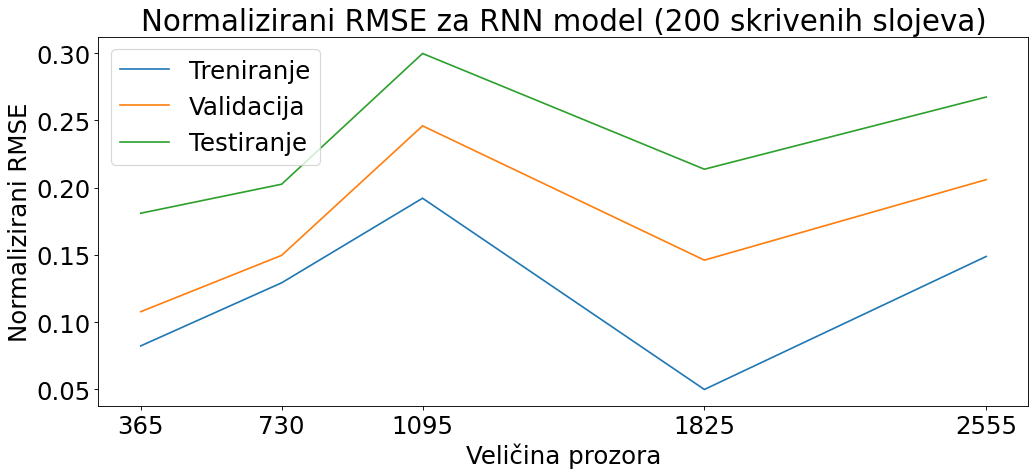 Normalizirani RMSE za RNN model (200 skrivenih slojeva)
Normalizirani RMSE
0.30
0.25
0.20
0.15
0.10
0.05
Treniranje
Validacija
Testiranje
365 730 1095 1825 2555
Veličina prozora